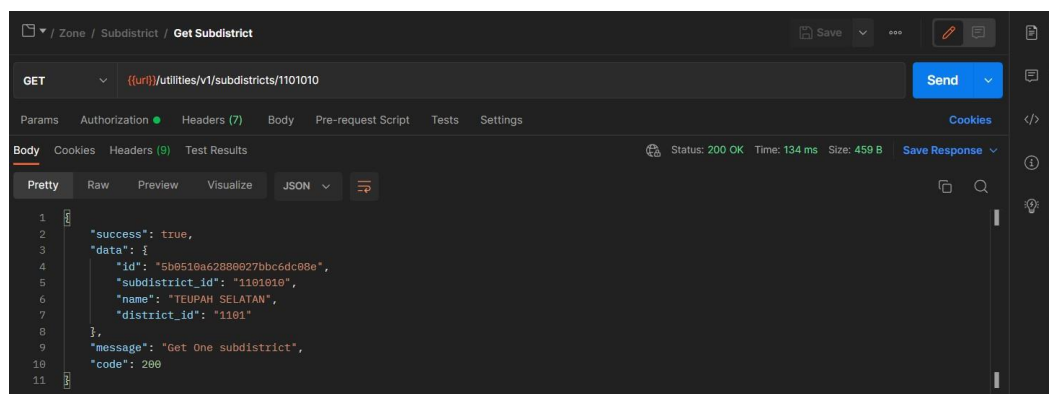 / Zone / Subdistrict / Get Subdistrict Save
GET {{url}}/utilities/v1/subdistricts/1101010 Send
Params Authorization Headers (7) Body Pre-request Script Tests Settings Cookies
Body Cookies Headers (9) Test Results Status: 200 OK Time: 134 ms Size: 459 B Save Response
Pretty Raw Preview Visualize JSON
1 {
2 "success": true,
3 "data": {
4 "id": "5b0510a62880027bbc6dc08e",
5 "subdistrict_id": "1101010",
6 "name": "TEUPAH SELATAN",
7 "district_id": "1101"
8 },
9 "message": "Get One subdistrict",
10 "code": 200
11 }